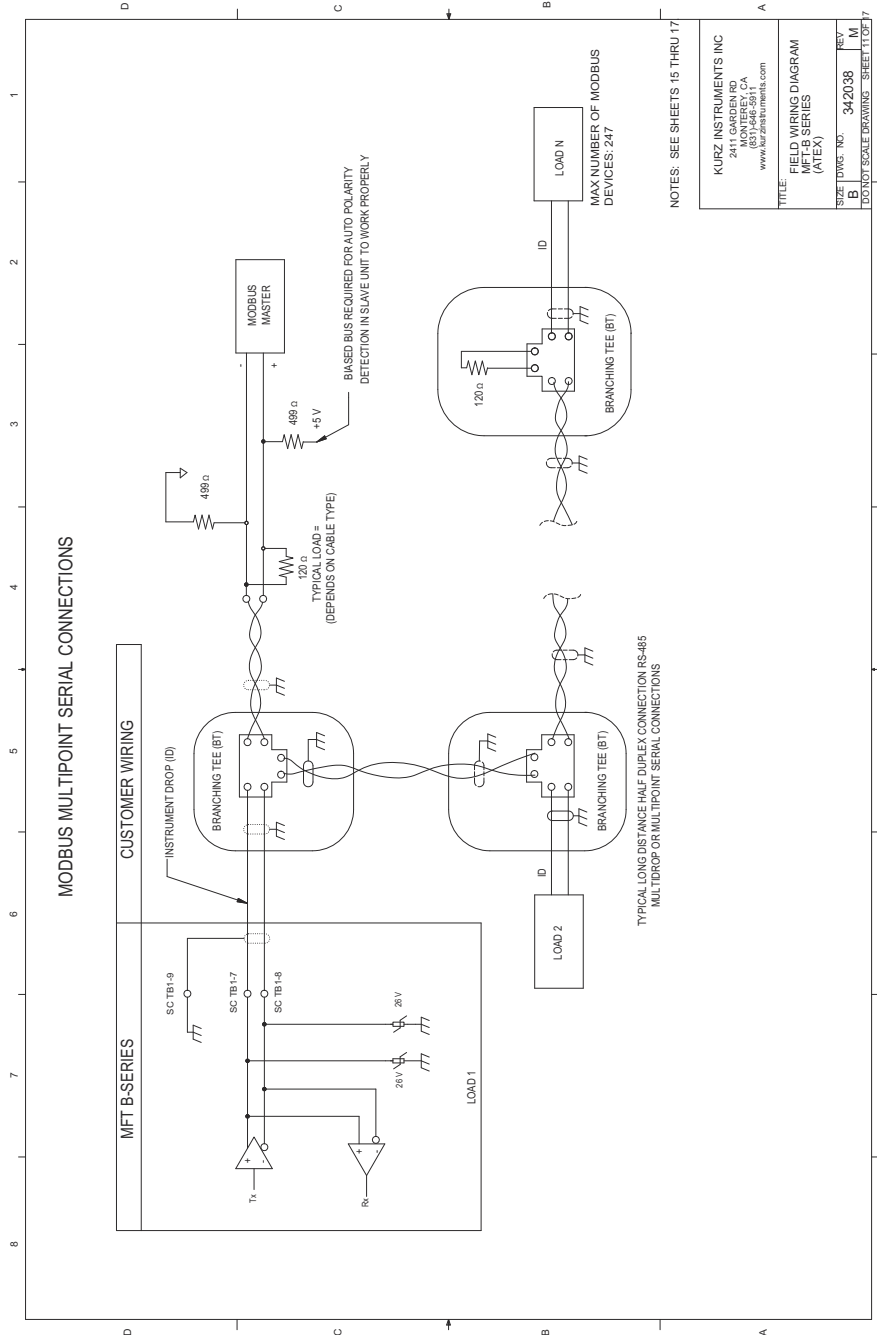 MODBUS MULTIPOINT SERIAL CONNECTIONS
8
7
6
5
4
3
2
1
D
C
B
A
D
C
B
A
MFT B-SERIES
CUSTOMER WIRING
Tx
+
-
Rx
+
-
SC TB1-9
SC TB1-7
SC TB1-8
26 V
26 V
LOAD 1
INSTRUMENT DROP (ID)
BRANCHING TEE (BT)
499 Ω
120 Ω
TYPICAL LOAD =
(DEPENDS ON CABLE TYPE)
499 Ω
+5 V
-
+
MODBUS
MASTER
BIASED BUS REQUIRED FOR AUTO POLARITY
DETECTION IN SLAVE UNIT TO WORK PROPERLY
LOAD 2
ID
BRANCHING TEE (BT)
TYPICAL LONG DISTANCE HALF DUPLEX CONNECTION RS-485
MULTIDROP OR MULTIPOINT SERIAL CONNECTIONS
120 Ω
BRANCHING TEE (BT)
ID
LOAD N
MAX NUMBER OF MODBUS
DEVICES: 247
NOTES: SEE SHEETS 15 THRU 17
KURZ INSTRUMENTS INC
2411 GARDEN RD
MONTEREY, CA
(831)-646-5911
www.kurzinstruments.com
TITLE:
FIELD WIRING DIAGRAM
MFT-B SERIES
(ATEX)
SIZE DWG. NO. REV
B 342038 M
DO NOT SCALE DRAWING SHEET 11 OF 17